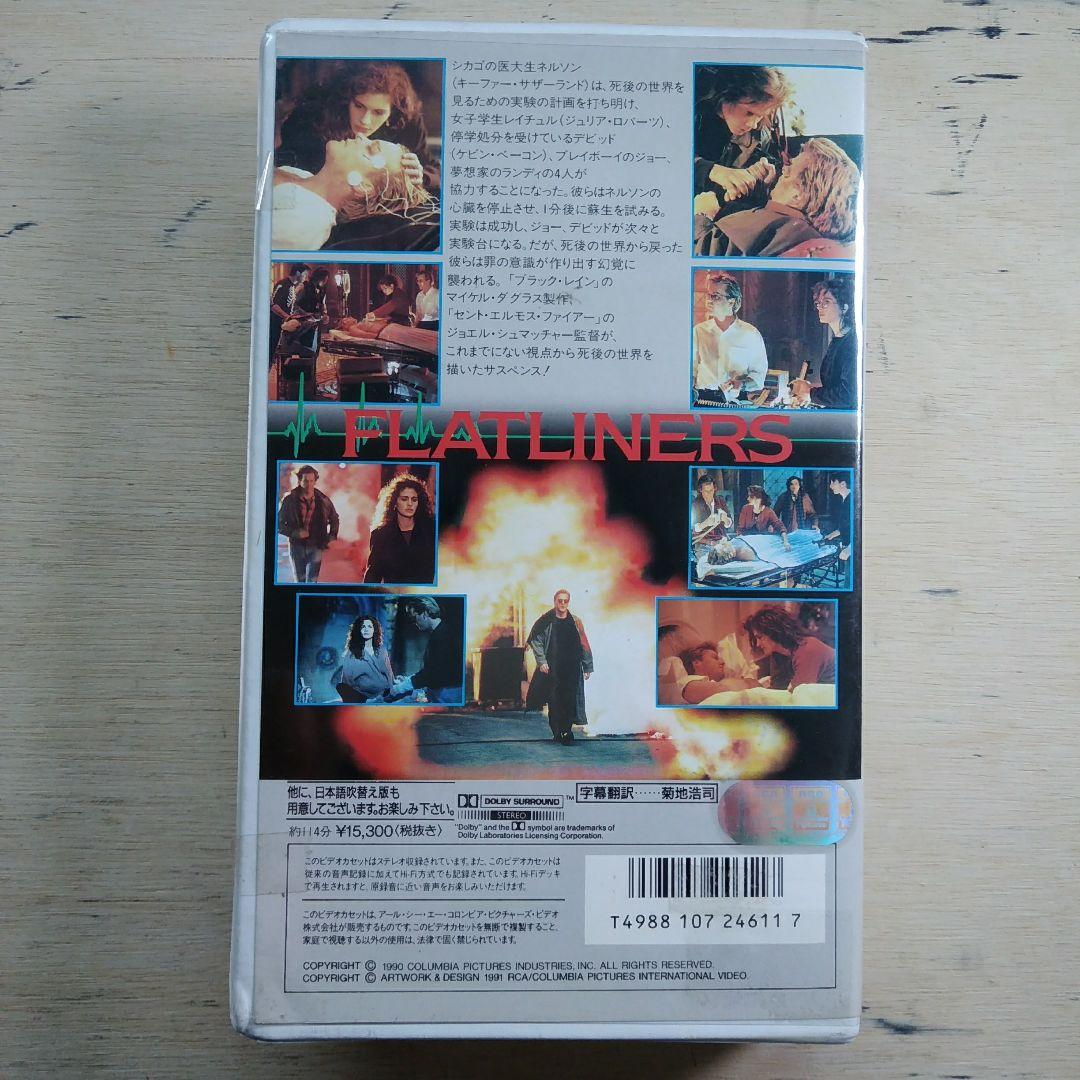 シカゴの医大生ネルソン
(キーファー・サザーランド)は、死後の世界を
見るための実験の計画を打ち明け、
女子学生レイチュル(ジュリア・ロバーツ)、
停学処分を受けているデビッド
(ケビン・ベーコン)、プレイボーイのジョー、
夢想家のランディの4人が
協力することになった。彼らはネルソンの
心臓を停止させ、1分後に蘇生を試みる。
実験は成功し、ジョー、デビッドが次々と
実験台になる。だが、死後の世界から戻った
彼らは罪の意識が作り出す幻覚に
襲われる。「ブラック・レイン」の
マイケル・ダグラス製作、
「セント・エルモス・ファイアー」の
ジョエル・シュマッチャー監督が、
これまでにない視点から死後の世界を
描いたサスペンス!
FLATLINERS
他に、日本語吹替え版も
用意してございます。お楽しみ下さい。
約114分 ¥15,300〈税抜き〉
DOLBY SURROUND ™
STEREO
"Dolby" and the symbol are trademarks of
Dolby Laboratories Licensing Corporation.
字幕翻訳……菊地浩司
このビデオカセットはステレオ収録されています。また、このビデオカセットは
従来の音声記録に加えてHi-Fi方式でも記録されています。Hi-Fiデッキ
で再生されますと、原録音に近い音声をお楽しみいただけます。
このビデオカセットは、アール・シー・エー・コロンビア・ピクチャーズ・ビデオ
株式会社が販売するものです。このビデオカセットを無断で複製すること、
家庭で視聴する以外の使用は、法律で固く禁じられています。
T4988 107 24611 7
COPYRIGHT © 1990 COLUMBIA PICTURES INDUSTRIES, INC. ALL RIGHTS RESERVED.
COPYRIGHT © ARTWORK & DESIGN 1991 RCA/COLUMBIA PICTURES INTERNATIONAL VIDEO.